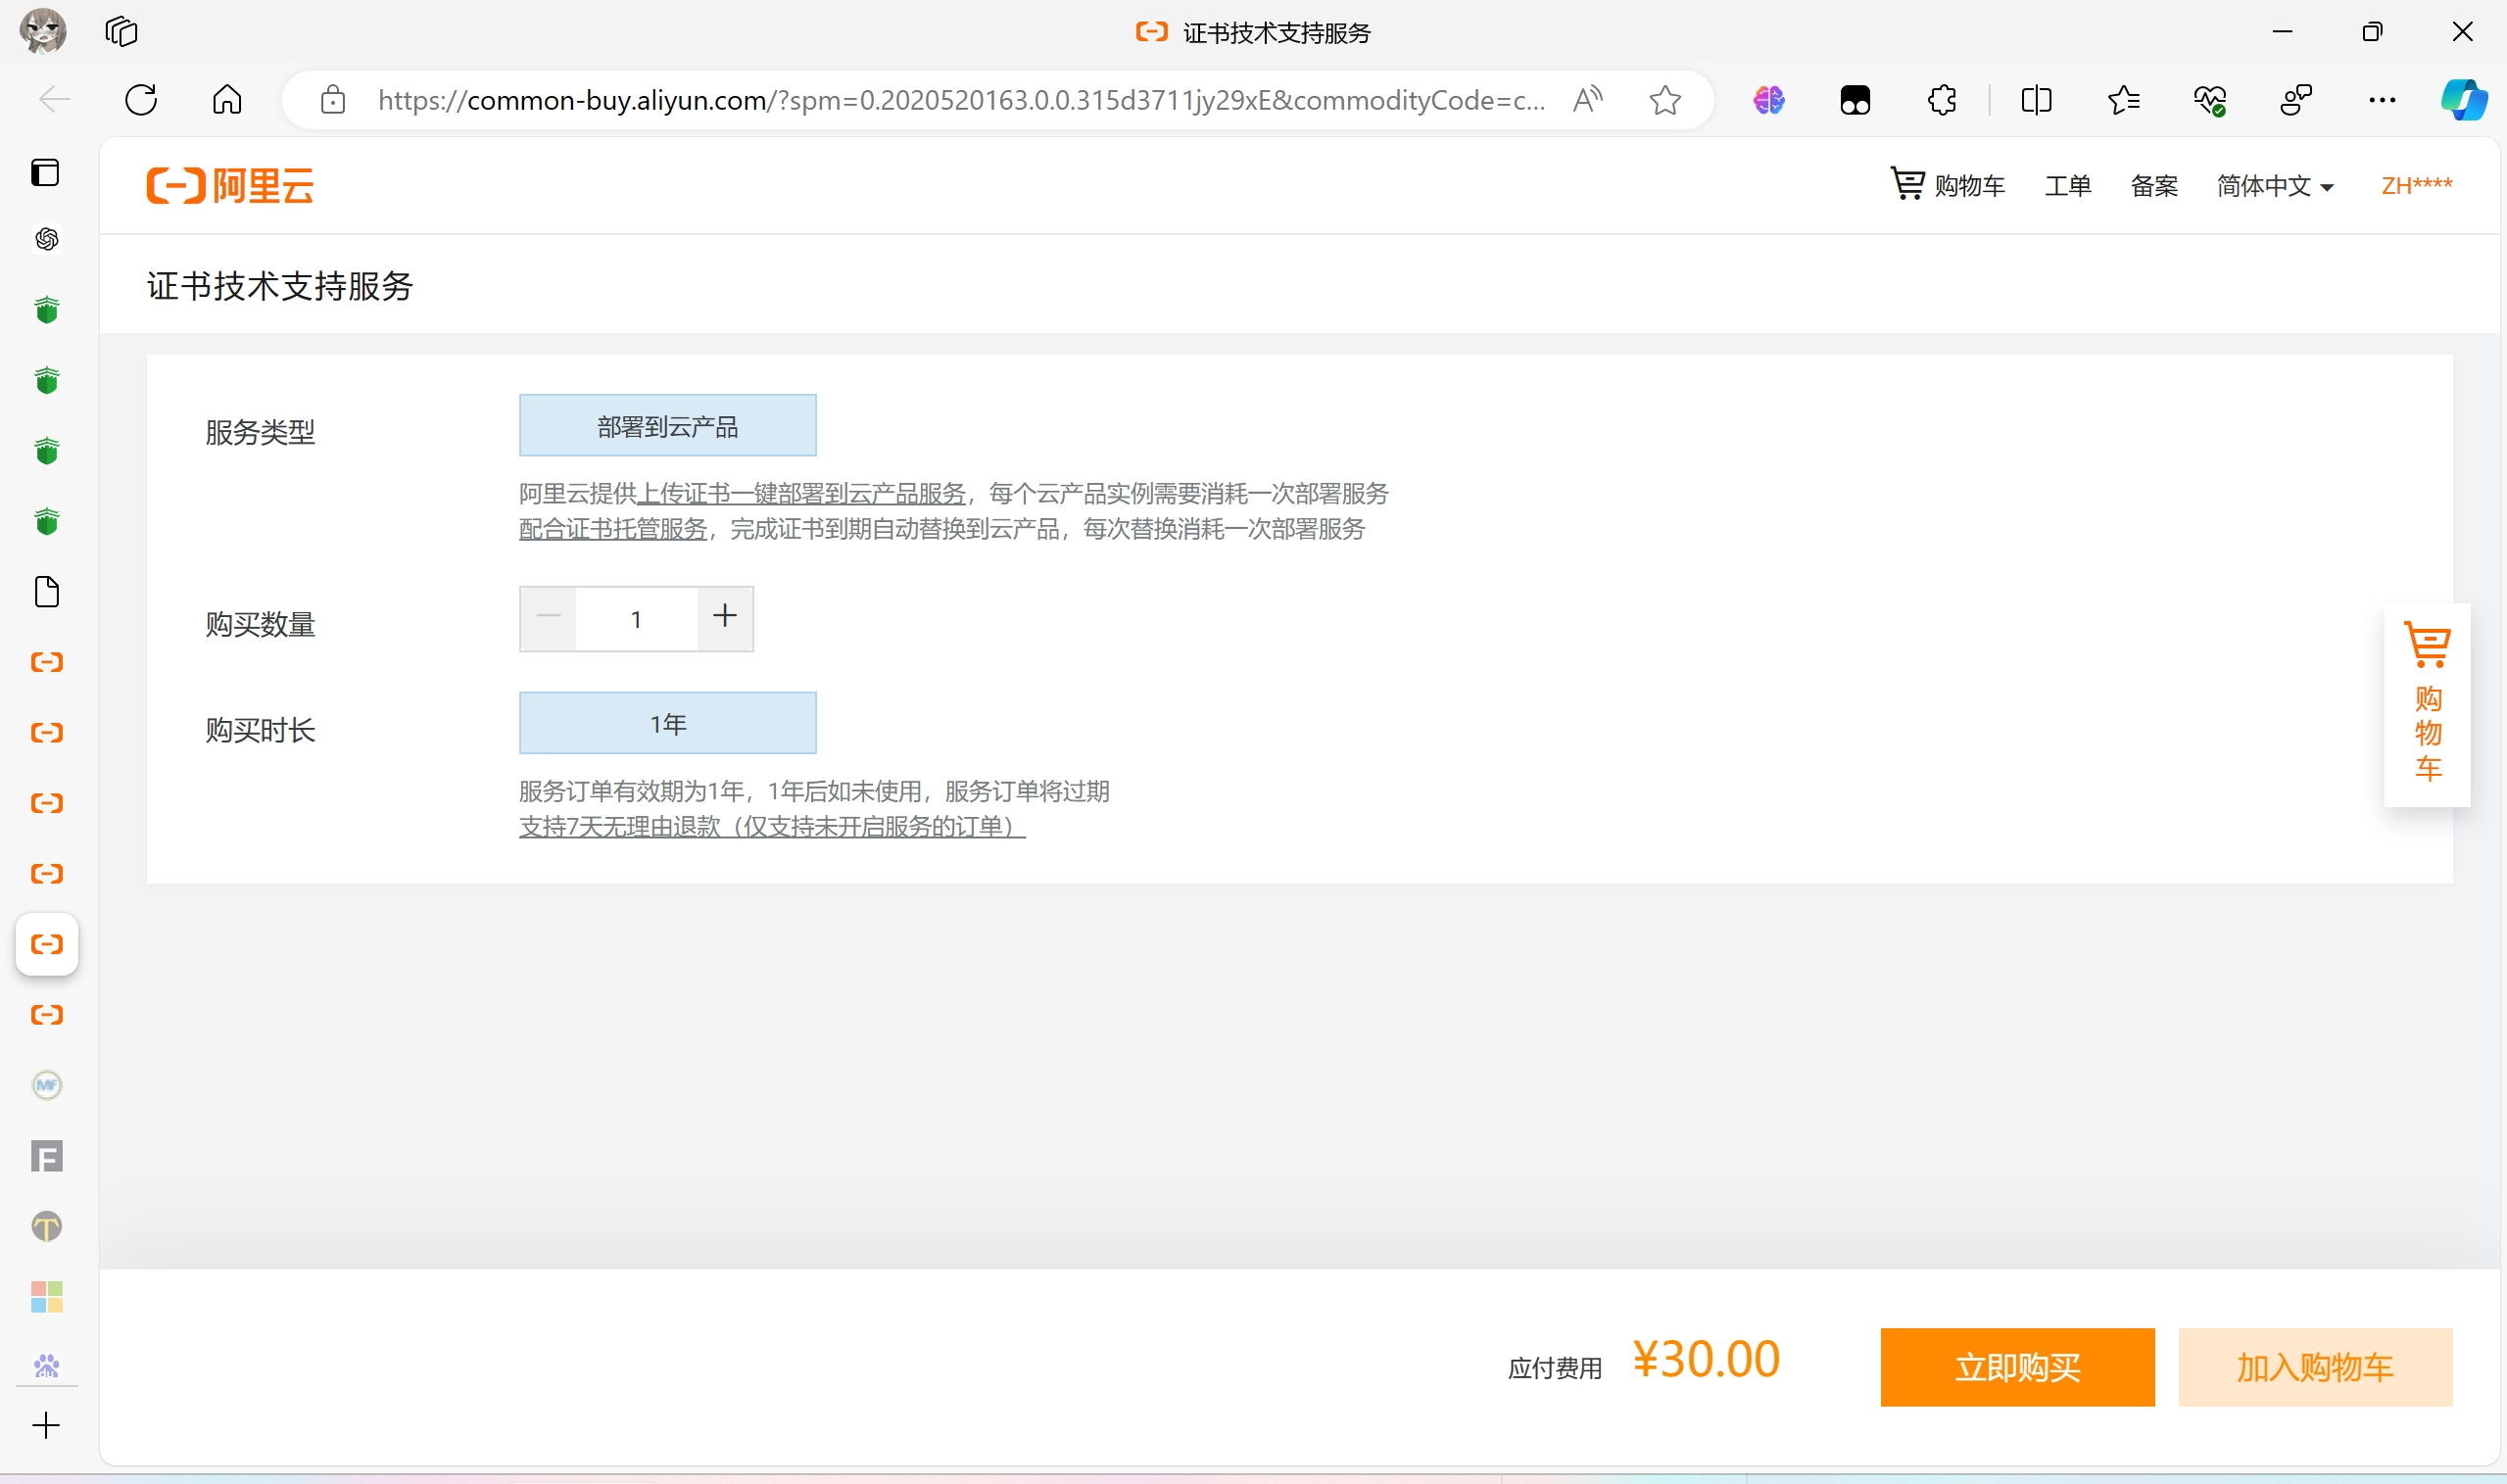 证书技术支持服务
https://common-buy.aliyun.com/?spm=0.2020520163.0.0.315d3711jy29xE&commodityCode=c...
阿里云
购物车
工单
备案
简体中文
ZH****
证书技术支持服务
服务类型
部署到云产品
阿里云提供上传证书一键部署到云产品服务，每个云产品实例需要消耗一次部署服务
配合证书托管服务，完成证书到期自动替换到云产品，每次替换消耗一次部署服务
购买数量
1
购买时长
1年
服务订单有效期为1年，1年后如未使用，服务订单将过期
支持7天无理由退款（仅支持未开启服务的订单）
购物车
应付费用
¥30.00
立即购买
加入购物车